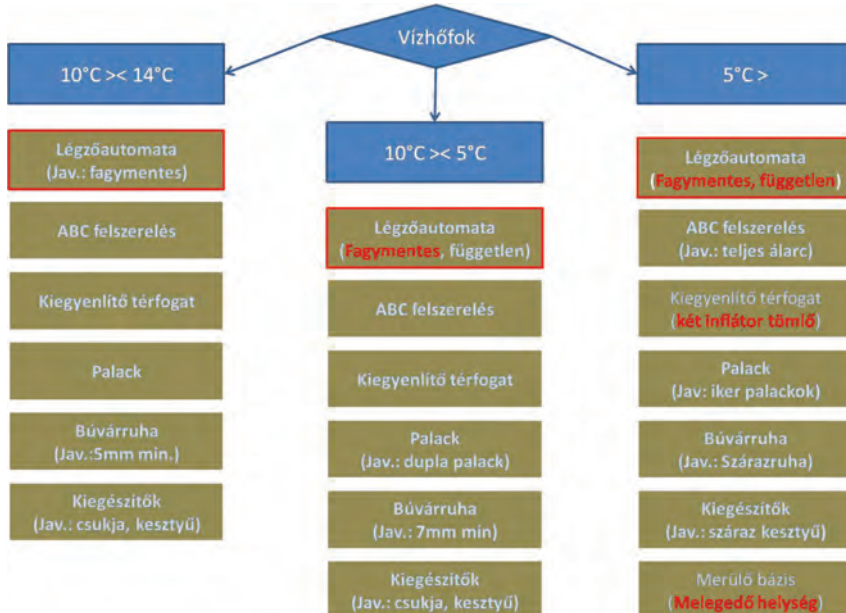 Vízhőfok
10°C >< 14°C
Légzőautomata
(Jav.: fagymentes)
ABC felszerelés
Kiegyenlítő térfogat
Palack
Búvárruha
(Jav.:5mm min.)
Kiegészítők
(Jav.: csukja, kesztyű)
10°C >< 5°C
Légzőautomata
(Fagymentes, független)
ABC felszerelés
Kiegyenlítő térfogat
Palack
(Jav.: dupla palack)
Búvárruha
(Jav.: 7mm min)
Kiegészítők
(Jav.: csukja, kesztyű)
5°C >
Légzőautomata
(Fagymentes, független)
ABC felszerelés
(Jav.: teljes álarc)
Kiegyenlítő térfogat
(két inflátor tömlő)
Palack
(Jav: iker palackok)
Búvárruha
(Jav.: Szárazruha)
Kiegészítők
(Jav.: száraz kesztyű)
Merülő bázis
(Melegedő helység)